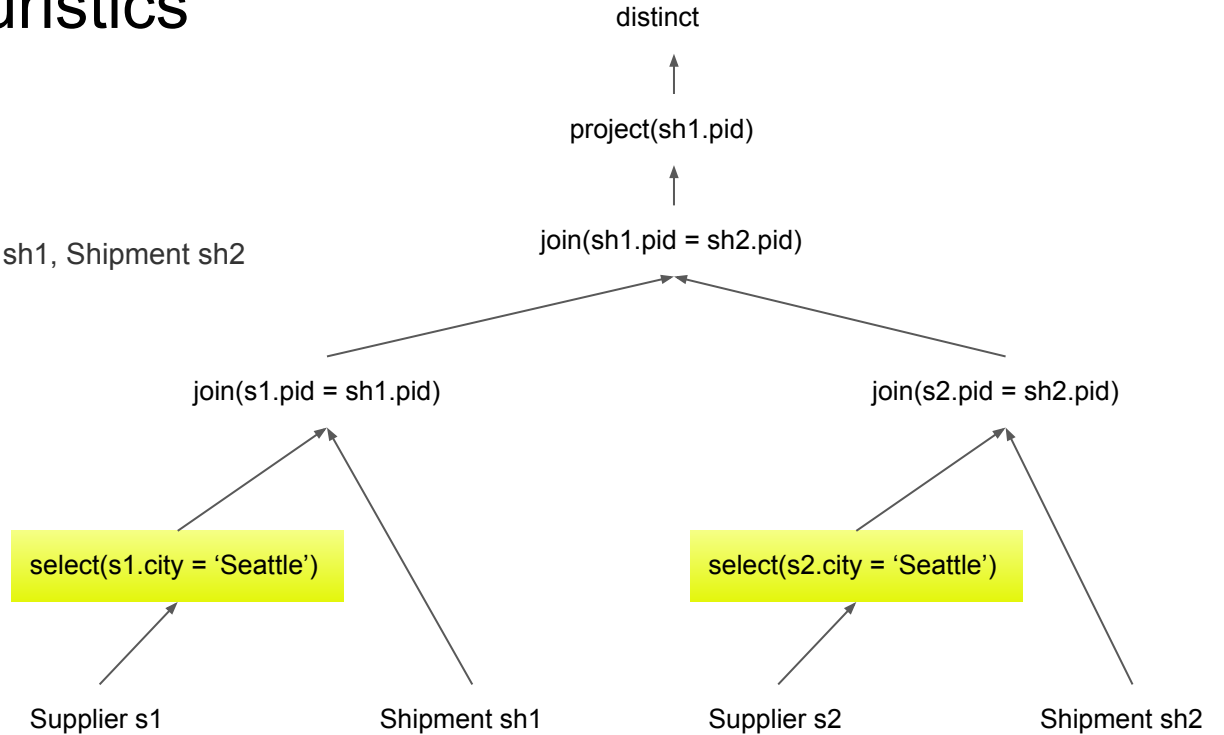 distinct
project(sh1.pid)
sh1, Shipment sh2
join(sh1.pid = sh2.pid)
join(s1.pid = sh1.pid)
join(s2.pid = sh2.pid)
select(s1.city = ‘Seattle’)
select(s2.city = ‘Seattle’)
Supplier s1
Shipment sh1
Supplier s2
Shipment sh2